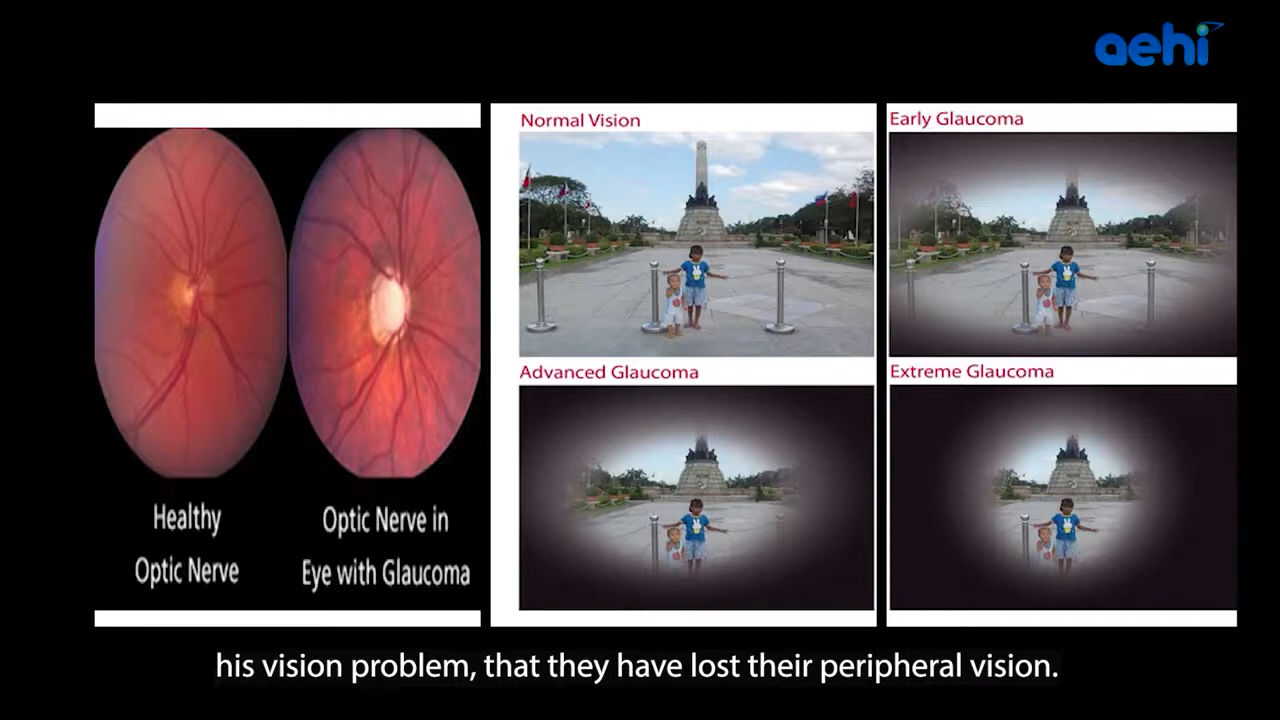 aehi
Normal Vision
Early Glaucoma
Advanced Glaucoma
Extreme Glaucoma
Healthy
Optic Nerve
Optic Nerve in
Eye with Glaucoma
his vision problem, that they have lost their peripheral vision.